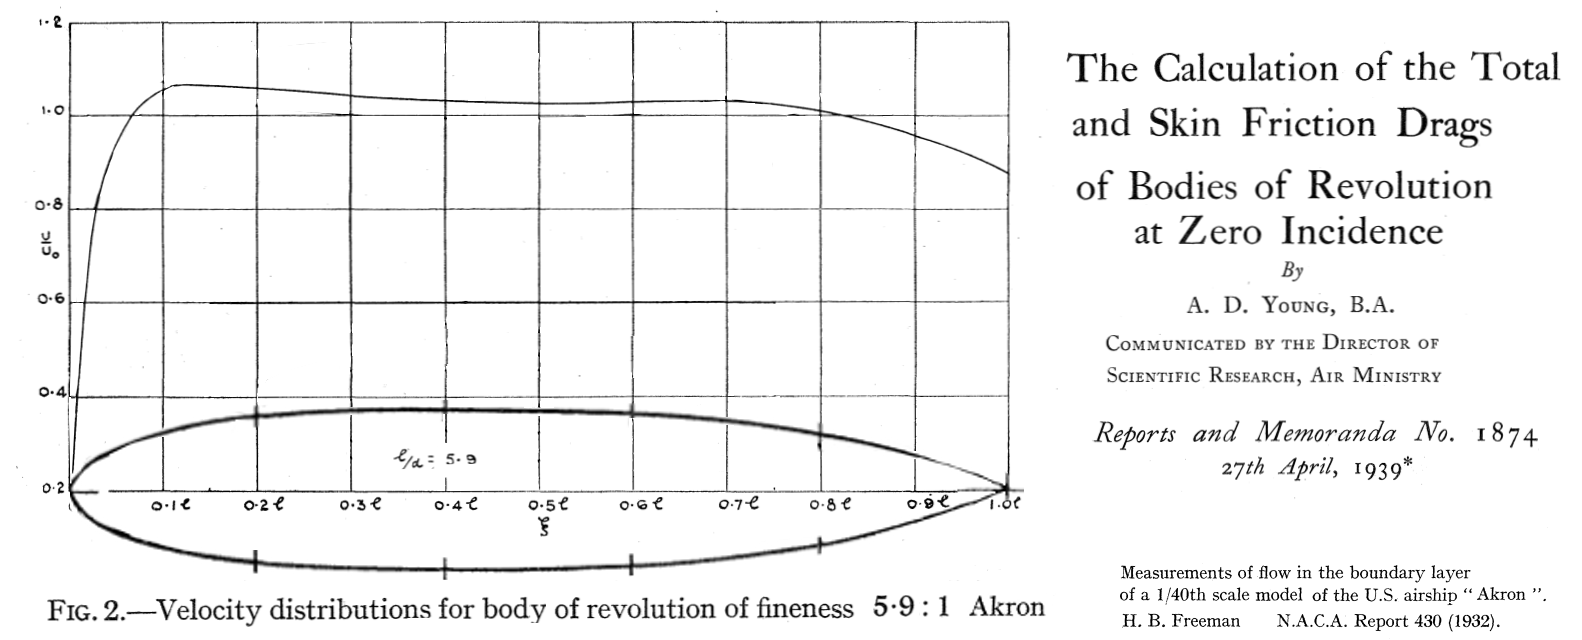 1·2
1·0
0·8
u/u₀
0·6
0·4
0·2
l/d = 5·9
0·1l 0·2l 0·3l 0·4l 0·5l 0·6l 0·7l 0·8l 0·9l 1.0l
ξ
Fig. 2.—Velocity distributions for body of revolution of fineness 5·9 : 1 Akron
The Calculation of the Total
and Skin Friction Drags
of Bodies of Revolution
at Zero Incidence
By
A. D. Young, B.A.
Communicated by the Director of
Scientific Research, Air Ministry
Reports and Memoranda No. 1874
27th April, 1939*
Measurements of flow in the boundary layer
of a 1/40th scale model of the U.S. airship “ Akron ”.
H. B. Freeman N.A.C.A. Report 430 (1932).